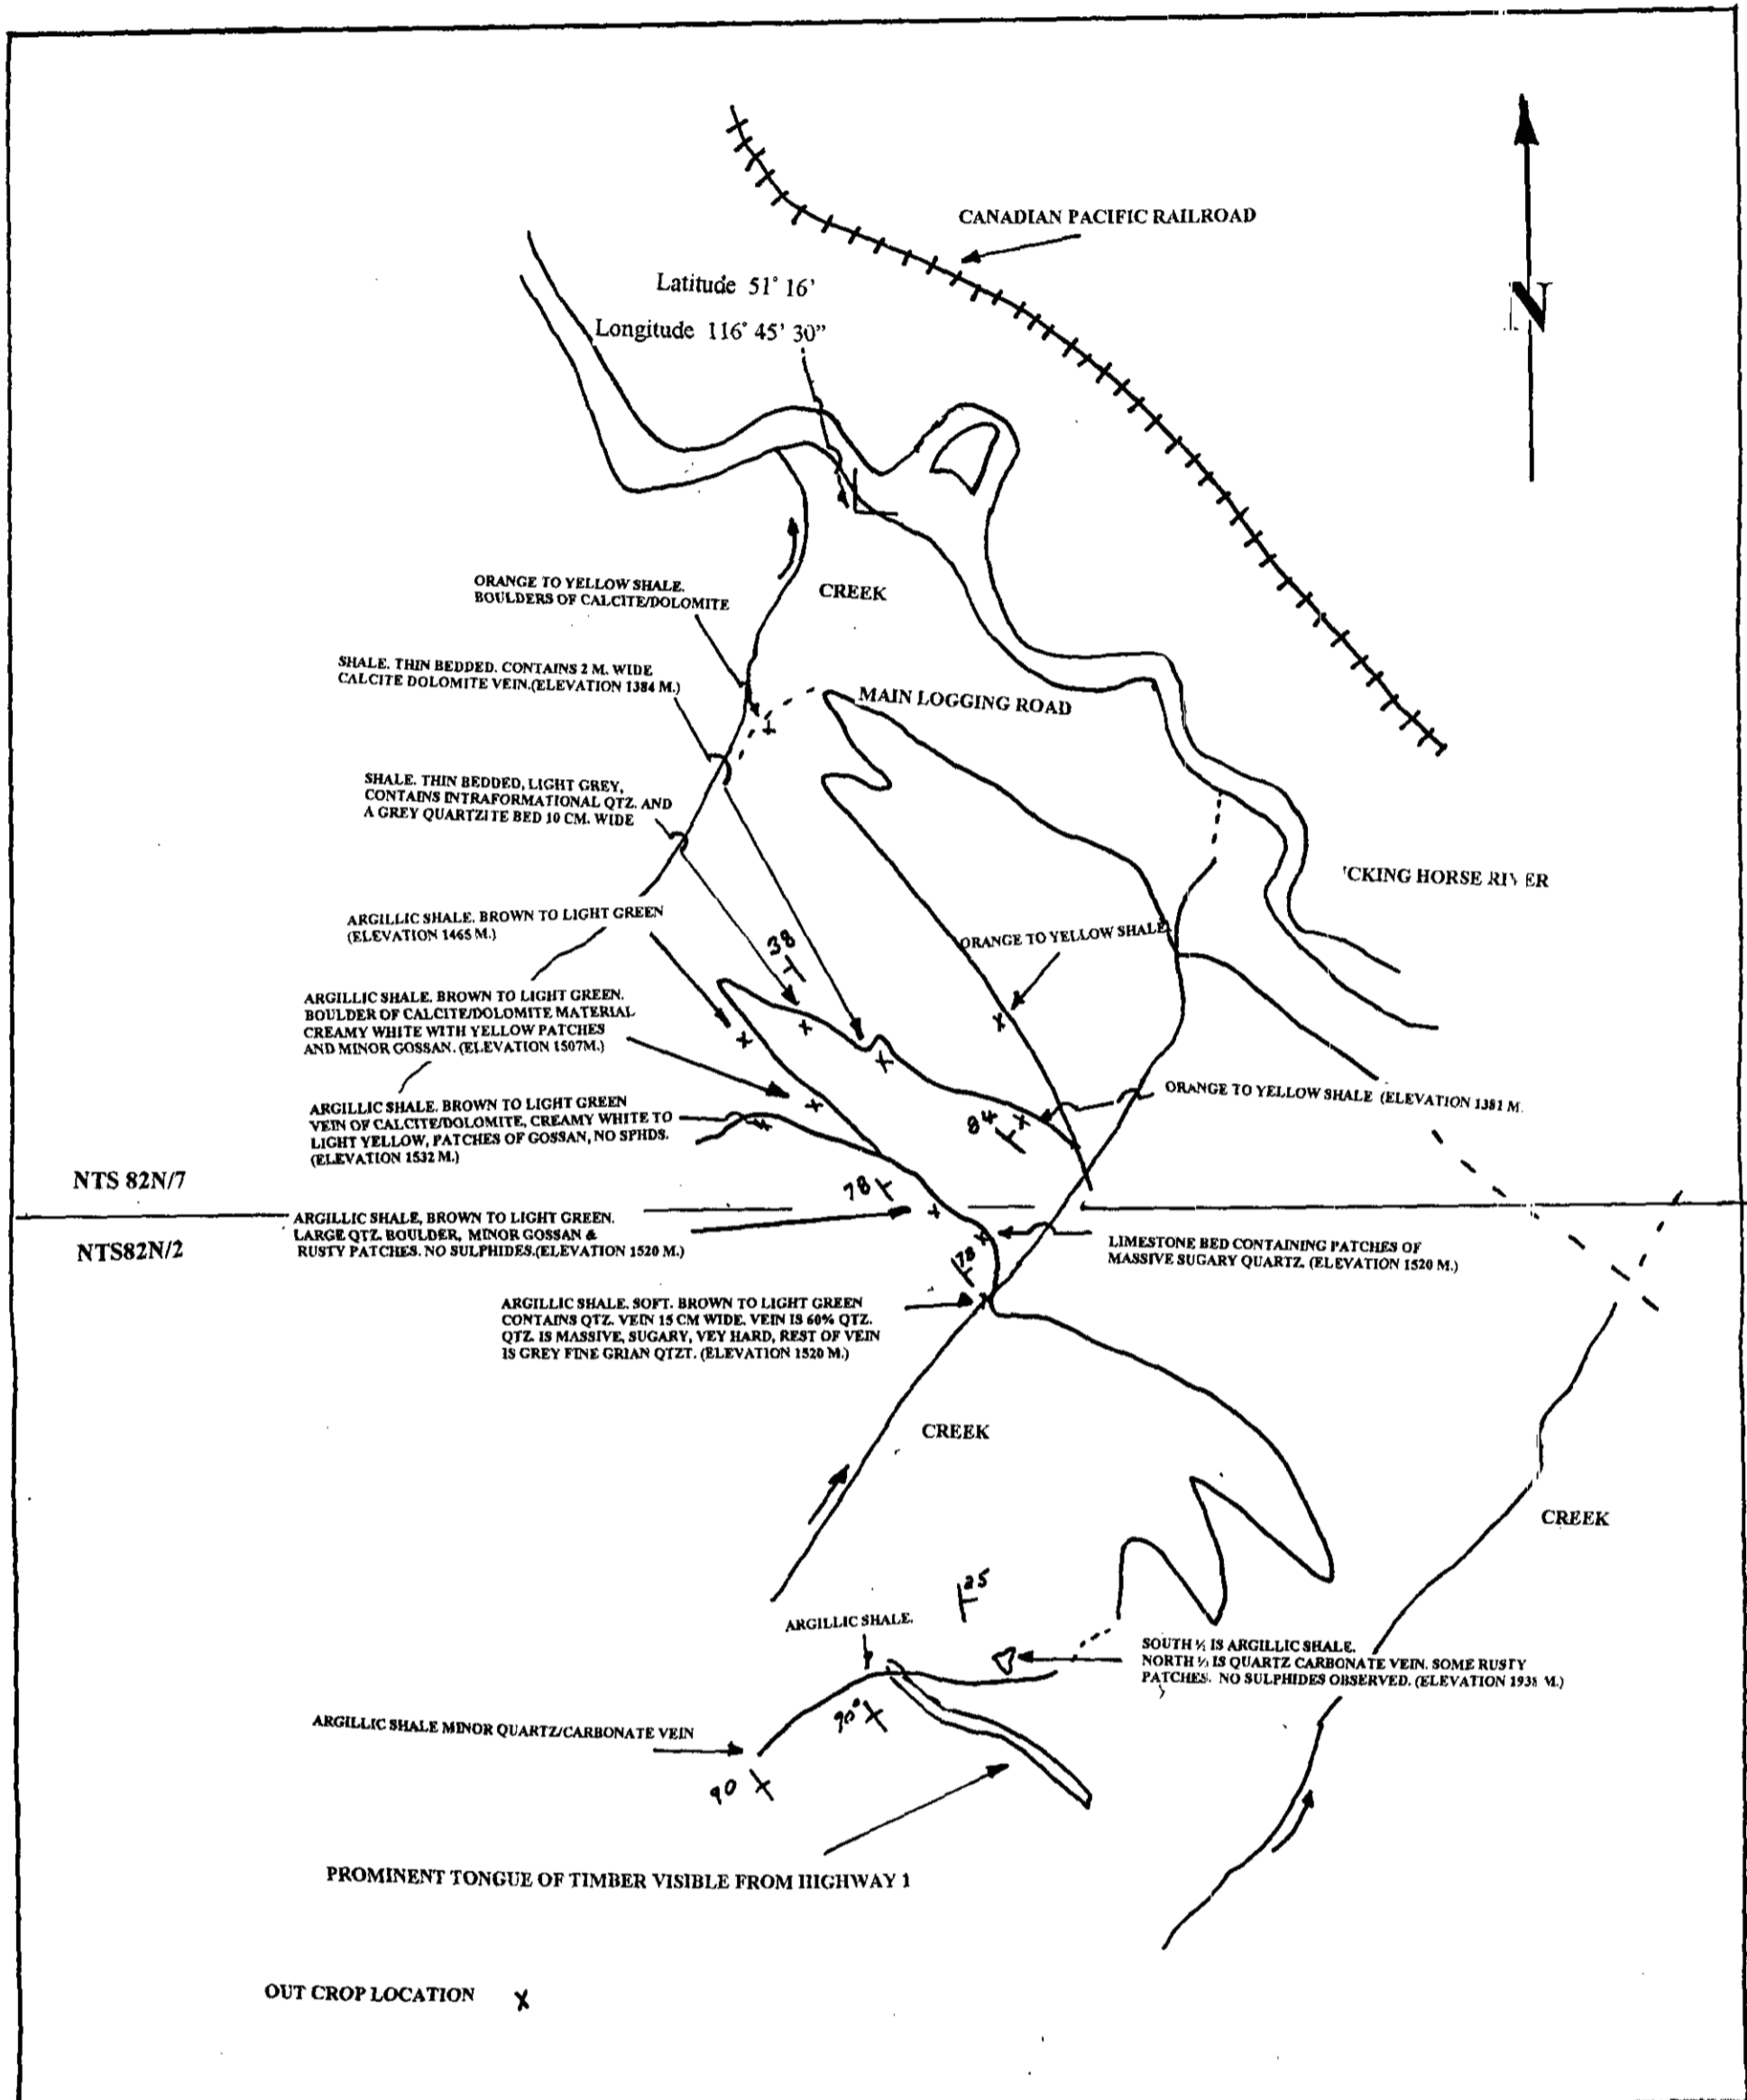 CANADIAN PACIFIC RAILROAD
Latitude 51° 16'
Longitude 116° 45' 30"
N
ORANGE TO YELLOW SHALE.
BOULDERS OF CALCITE/DOLOMITE
CREEK
SHALE. THIN BEDDED. CONTAINS 2 M. WIDE
CALCITE DOLOMITE VEIN.(ELEVATION 1384 M.)
MAIN LOGGING ROAD
SHALE. THIN BEDDED, LIGHT GREY,
CONTAINS INTRAFORMATIONAL QTZ. AND
A GREY QUARTZITE BED 10 CM. WIDE
'CKING HORSE RIVER
ARGILLIC SHALE. BROWN TO LIGHT GREEN
(ELEVATION 1465 M.)
38
ORANGE TO YELLOW SHALE
ARGILLIC SHALE. BROWN TO LIGHT GREEN.
BOULDER OF CALCITE/DOLOMITE MATERIAL
CREAMY WHITE WITH YELLOW PATCHES
AND MINOR GOSSAN. (ELEVATION 1507M.)
ORANGE TO YELLOW SHALE (ELEVATION 1381 M.
84
ARGILLIC SHALE. BROWN TO LIGHT GREEN
VEIN OF CALCITE/DOLOMITE, CREAMY WHITE TO
LIGHT YELLOW, PATCHES OF GOSSAN, NO SPHDS.
(ELEVATION 1532 M.)
NTS 82N/7
78
ARGILLIC SHALE, BROWN TO LIGHT GREEN.
LARGE QTZ. BOULDER, MINOR GOSSAN &
RUSTY PATCHES. NO SULPHIDES.(ELEVATION 1520 M.)
NTS82N/2
LIMESTONE BED CONTAINING PATCHES OF
MASSIVE SUGARY QUARTZ. (ELEVATION 1520 M.)
78
ARGILLIC SHALE. SOFT. BROWN TO LIGHT GREEN
CONTAINS QTZ. VEIN 15 CM WIDE. VEIN IS 60% QTZ.
QTZ. IS MASSIVE, SUGARY, VEY HARD, REST OF VEIN
IS GREY FINE GRIAN QTZT. (ELEVATION 1520 M.)
CREEK
CREEK
25
ARGILLIC SHALE.
SOUTH ½ IS ARGILLIC SHALE.
NORTH ½ IS QUARTZ CARBONATE VEIN. SOME RUSTY
PATCHES. NO SULPHIDES OBSERVED. (ELEVATION 1938 M.)
90°
ARGILLIC SHALE MINOR QUARTZ/CARBONATE VEIN
90
PROMINENT TONGUE OF TIMBER VISIBLE FROM HIGHWAY 1
OUT CROP LOCATION X